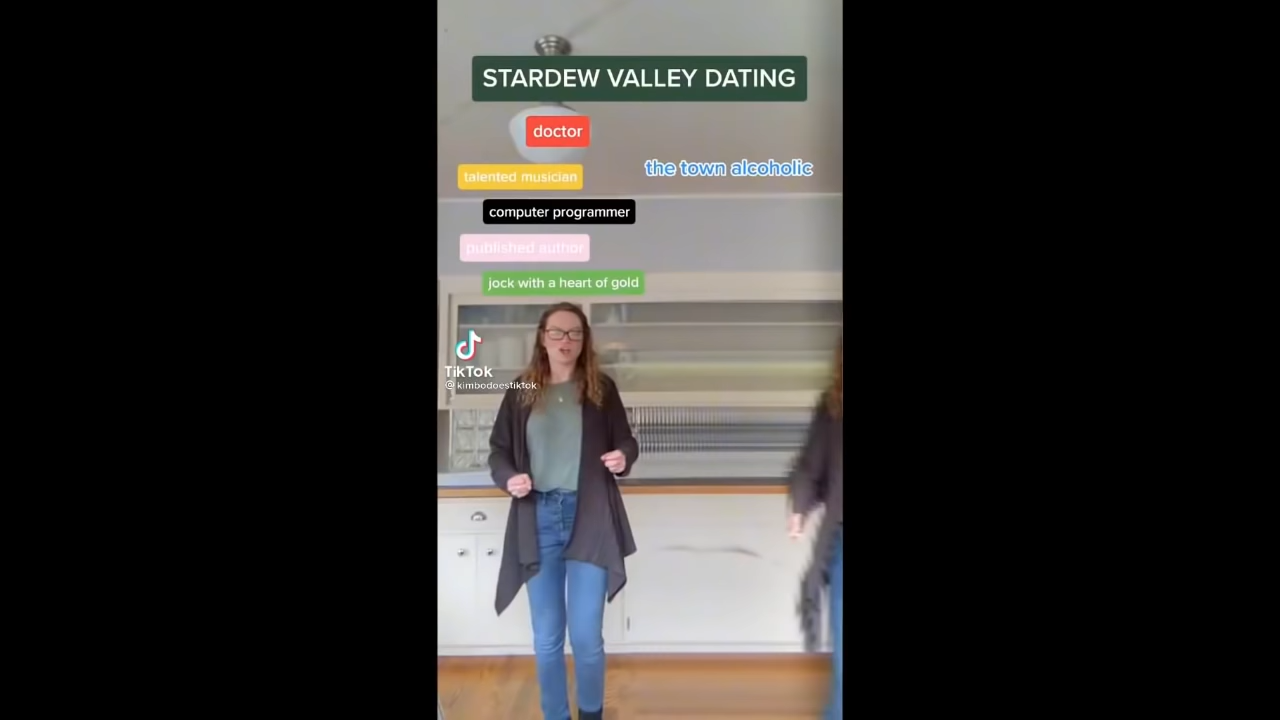 STARDEW VALLEY DATING
doctor
the town alcoholic
talented musician
computer programmer
published author
jock with a heart of gold
TikTok
@kimbodoestiktok